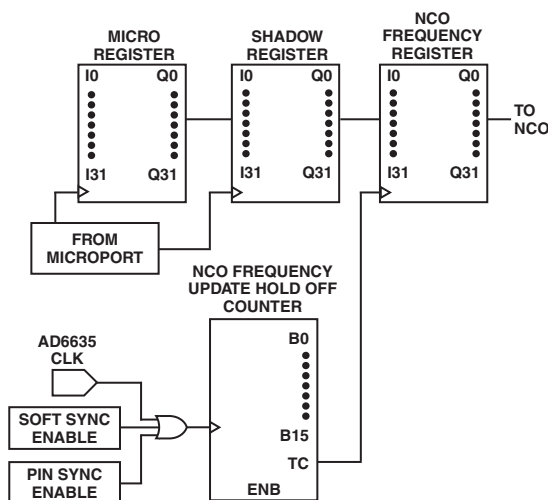 MICRO
REGISTER
I0 Q0
I31 Q31
SHADOW
REGISTER
I0 Q0
I31 Q31
NCO
FREQUENCY
REGISTER
I0 Q0
I31 Q31
TO
NCO
FROM
MICROPORT
NCO FREQUENCY
UPDATE HOLD OFF
COUNTER
B0
B15
TC
ENB
AD6635
CLK
SOFT SYNC
ENABLE
PIN SYNC
ENABLE